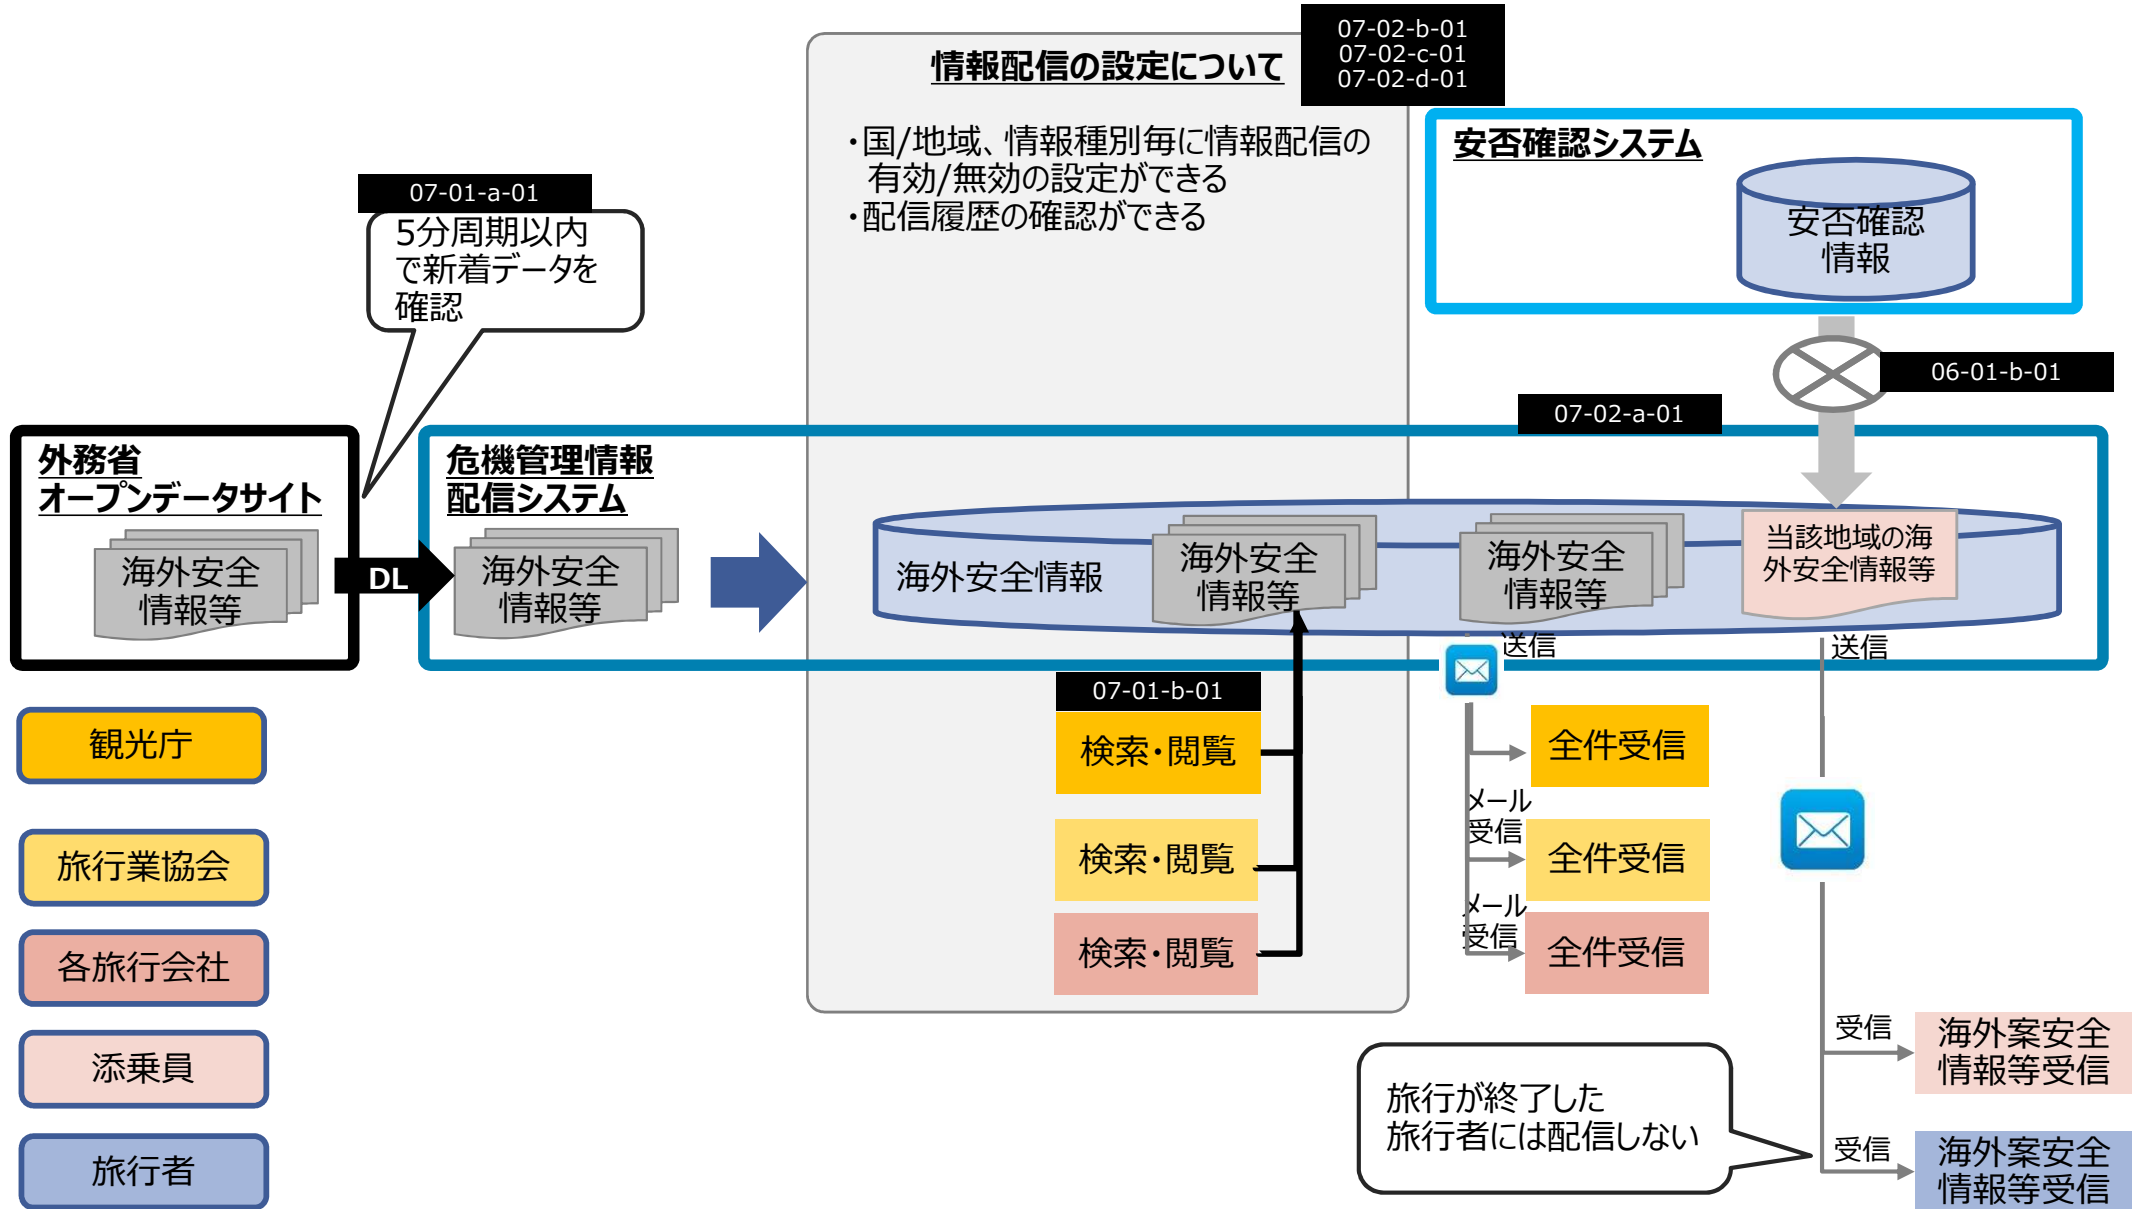 07-02-b-01
07-02-c-01
07-02-d-01
情報配信の設定について
・国/地域、情報種別毎に情報配信の
有効/無効の設定ができる
・配信履歴の確認ができる
安否確認システム
安否確認
情報
07-01-a-01
5分周期以内
で新着データを
確認
06-01-b-01
07-02-a-01
外務省
オープンデータサイト
海外安全
情報等
DL
危機管理情報
配信システム
海外安全
情報等
海外安全情報
海外安全
情報等
海外安全
情報等
当該地域の海
外安全情報等
送信
送信
07-01-b-01
観光庁
検索・閲覧
全件受信
メール
受信
旅行業協会
検索・閲覧
全件受信
メール
受信
各旅行会社
検索・閲覧
全件受信
添乗員
受信
海外案安全
情報等受信
旅行が終了した
旅行者には配信しない
旅行者
受信
海外案安全
情報等受信